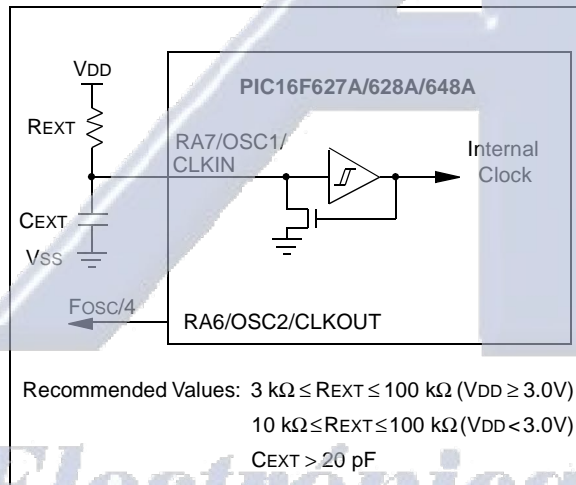 VDD
PIC16F627A/628A/648A
REXT
RA7/OSC1/
CLKIN
Internal
Clock
CEXT
VSS
FOSC/4
RA6/OSC2/CLKOUT
Recommended Values: 3 kΩ ≤ REXT ≤ 100 kΩ (VDD ≥ 3.0V)
10 kΩ ≤ REXT ≤ 100 kΩ (VDD < 3.0V)
CEXT > 20 pF
Electrónica